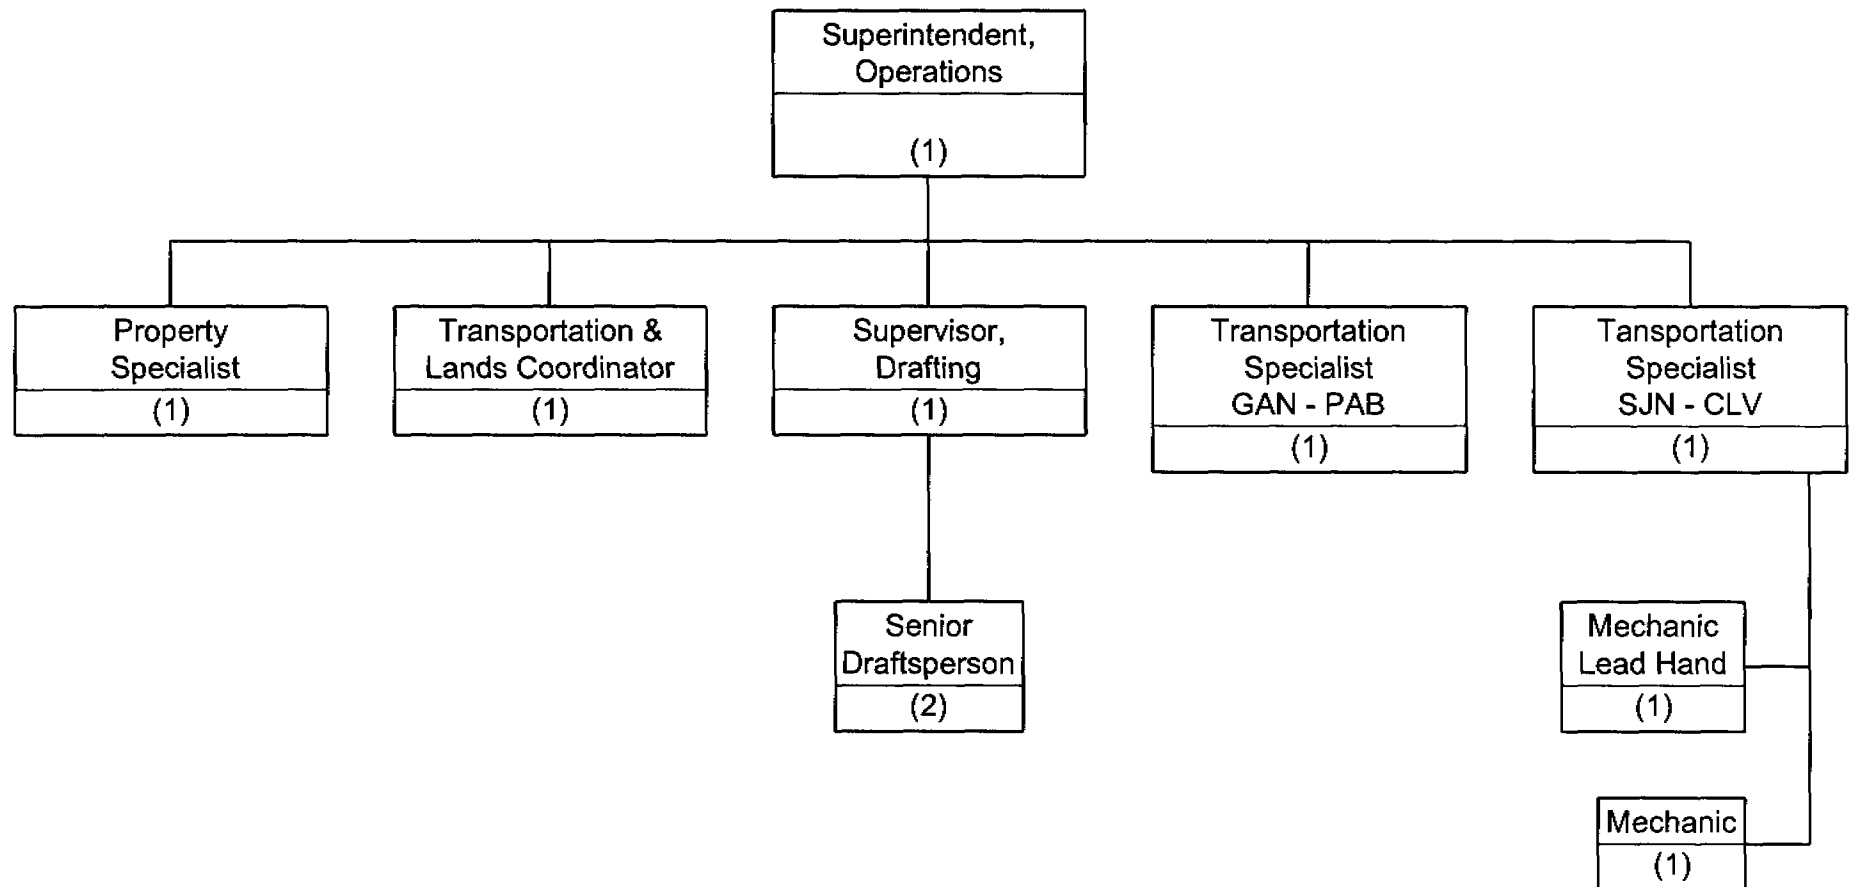 Superintendent,
Operations
(1)
Property
Specialist
(1)
Transportation &
Lands Coordinator
(1)
Supervisor,
Drafting
(1)
Transportation
Specialist
GAN - PAB
(1)
Tansportation
Specialist
SJN - CLV
(1)
Senior
Draftsperson
(2)
Mechanic
Lead Hand
(1)
Mechanic
(1)